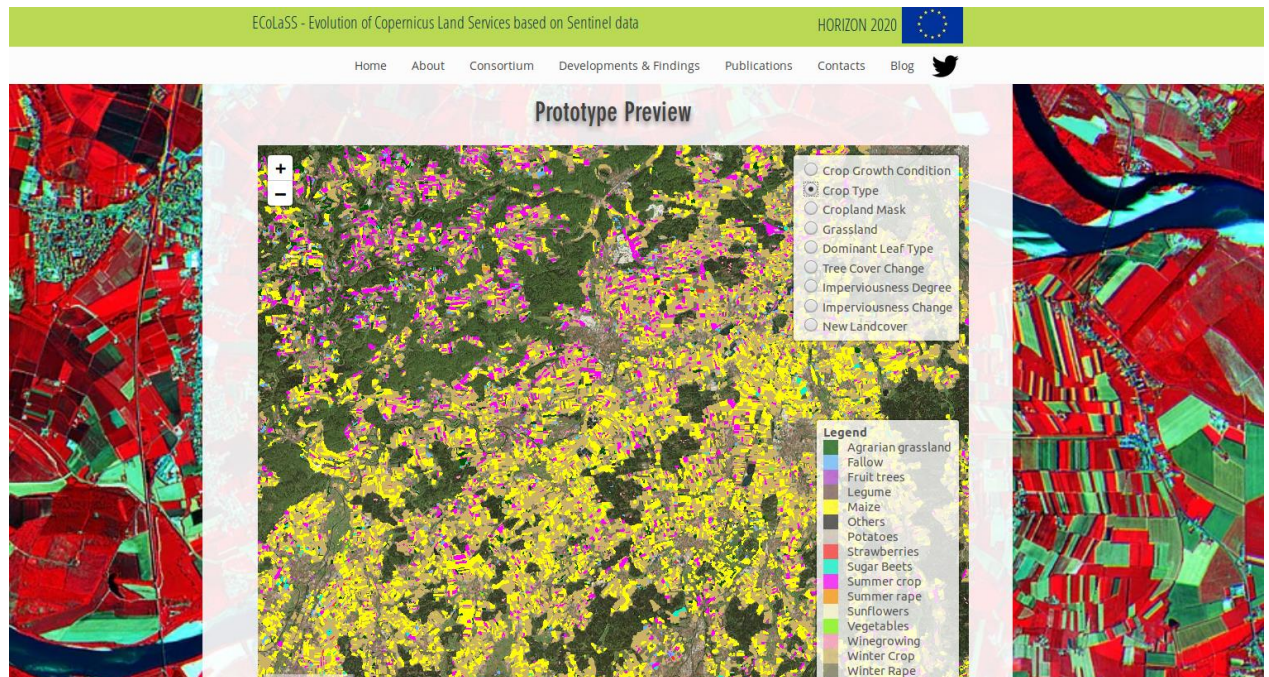 ECoLaSS - Evolution of Copernicus Land Services based on Sentinel data
HORIZON 2020
Home About Consortium Developments & Findings Publications Contacts Blog
Prototype Preview
+
−
Crop Growth Condition
Crop Type
Cropland Mask
Grassland
Dominant Leaf Type
Tree Cover Change
Imperviousness Degree
Imperviousness Change
New Landcover
Legend
Agrarian grassland
Fallow
Fruit trees
Legume
Maize
Others
Potatoes
Strawberries
Sugar Beets
Summer crop
Summer rape
Sunflowers
Vegetables
Winegrowing
Winter Crop
Winter Rape